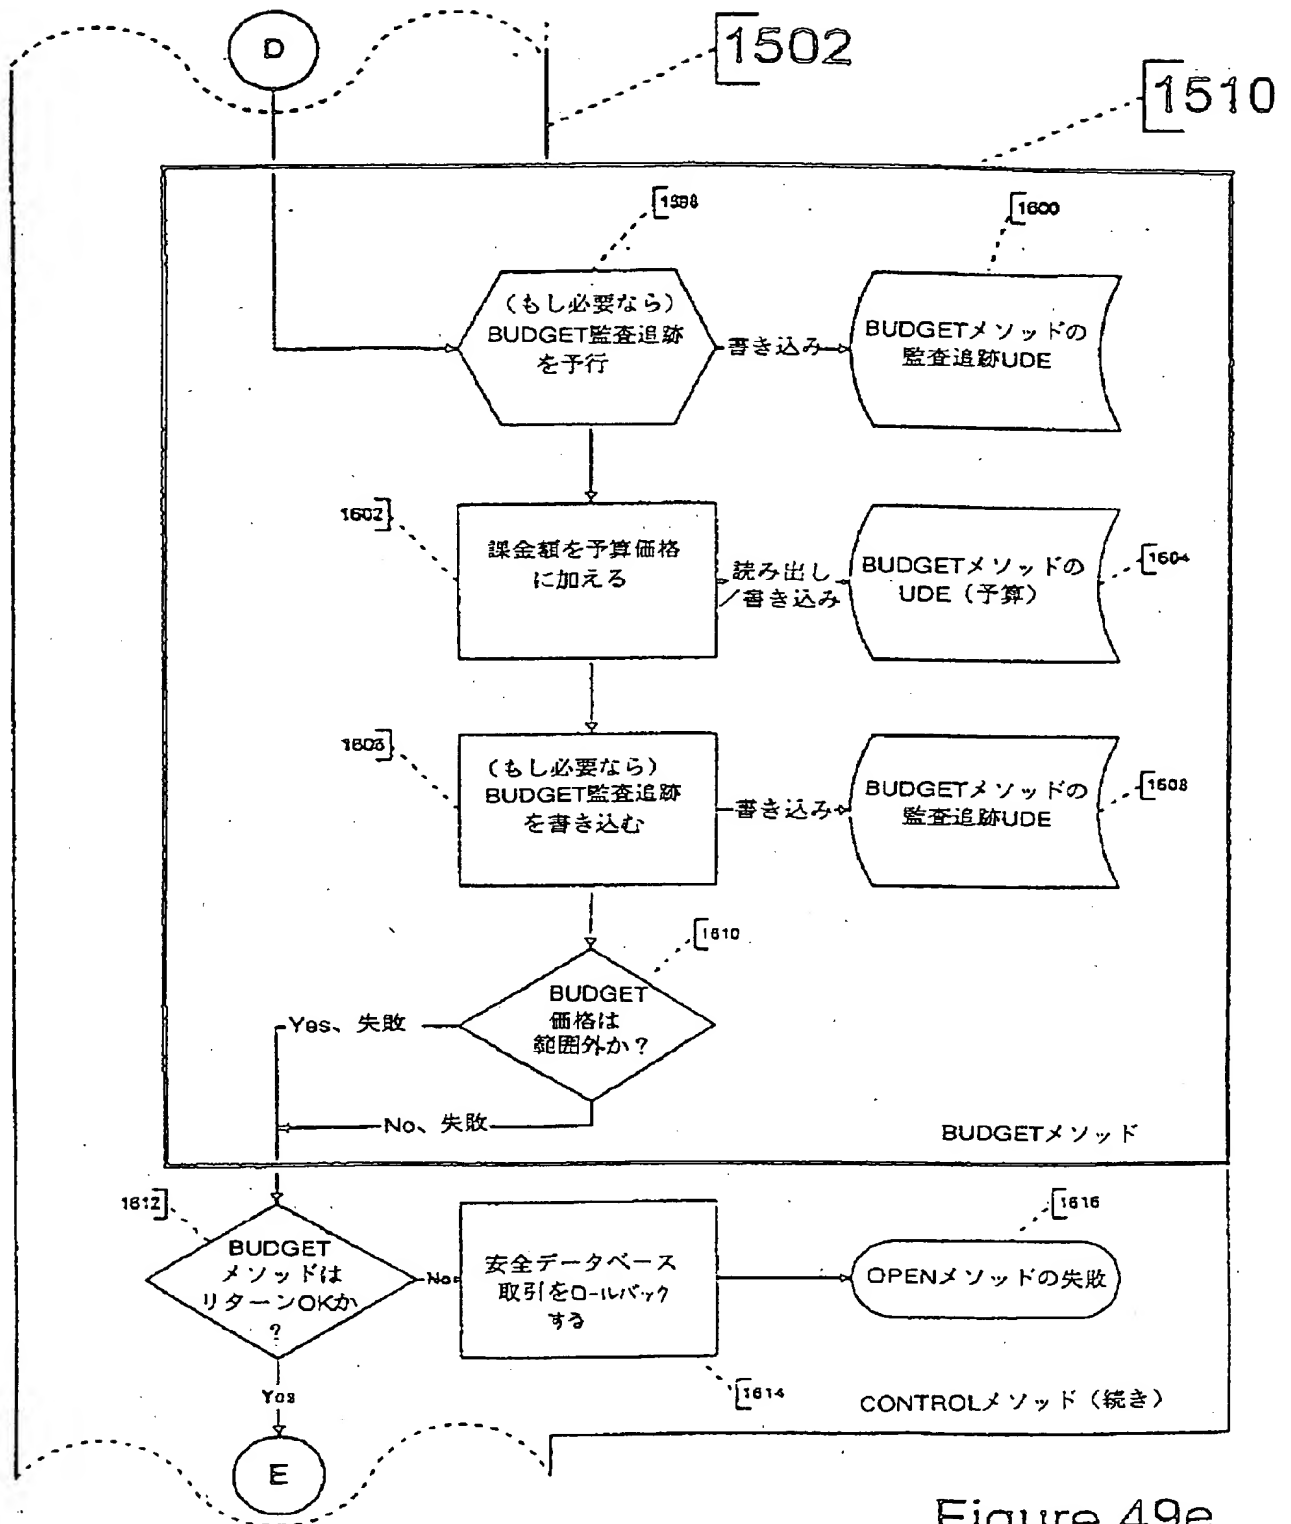 D
1502
1510
1598
1600
（もし必要なら）
BUDGET監査追跡
を予行
書き込み
BUDGETメソッドの
監査追跡UDE
1602
課金額を予算価格
に加える
読み出し
／書き込み
BUDGETメソッドの
UDE（予算）
1604
1606
（もし必要なら）
BUDGET監査追跡
を書き込む
書き込み
BUDGETメソッドの
監査追跡UDE
1608
1610
BUDGET
価格は
範囲外か？
Yes、失敗
No、失敗
BUDGETメソッド
1612
BUDGET
メソッドは
リターンOKか
？
No
安全データベース
取引をロールバック
する
1616
OPENメソッドの失敗
Yes
1614
CONTROLメソッド（続き）
E
Figure 49e